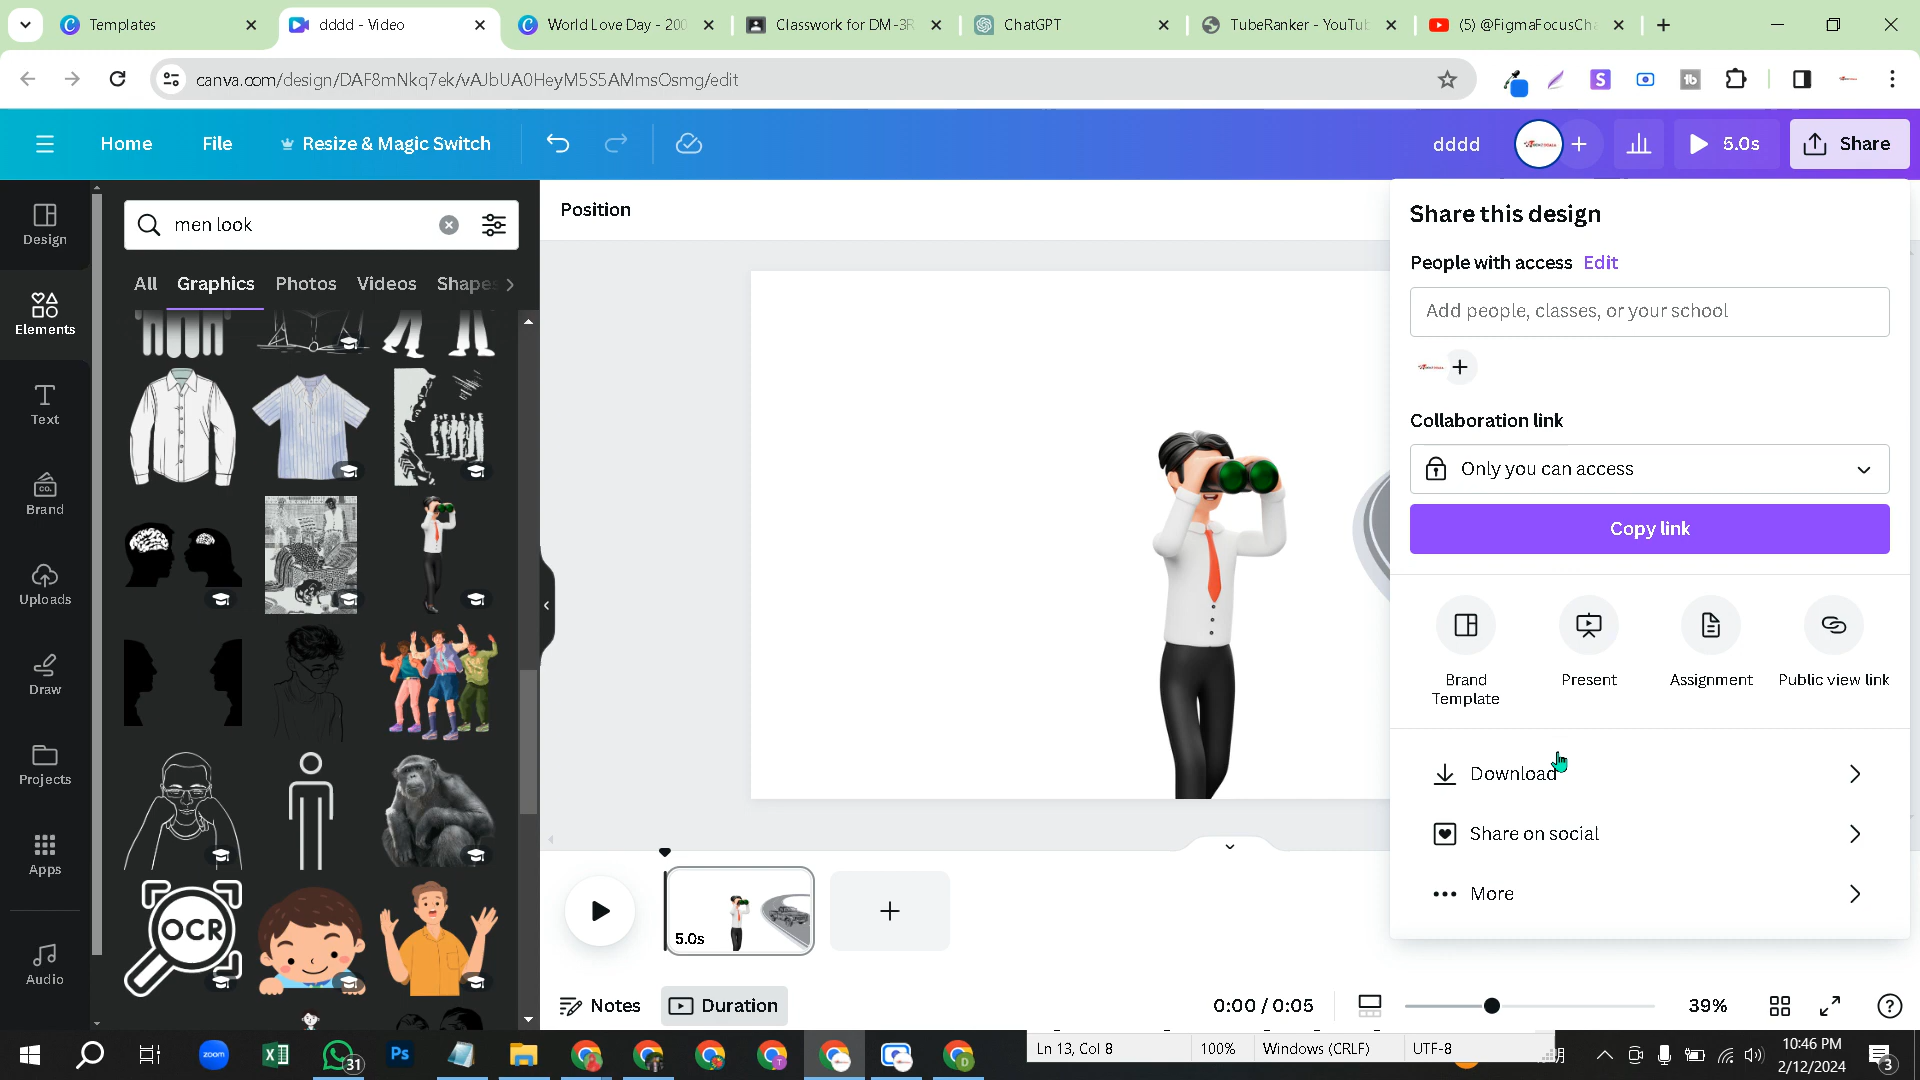 Templates
dddd - Video
World Love Day - 200
Classwork for DM-3R
ChatGPT
TubeRanker - YouTub
(5) @FigmaFocusCh
canva.com/design/DAF8mNkq7ek/vAJbUA0HeyM5S5AMmsOsmg/edit
Home
File
Resize & Magic Switch
dddd
5.0s
Share
Design
Elements
Text
Brand
Uploads
Draw
Projects
Apps
Audio
men look
All
Graphics
Photos
Videos
Shapes
OCR
Position
Share this design
People with access Edit
Add people, classes, or your school
Collaboration link
Only you can access
Copy link
Brand
Template
Present
Assignment
Public view link
Download
Share on social
More
5.0s
Notes
Duration
0:00 / 0:05
39%
zoom
31
Ps
Ln 13, Col 8
100%
Windows (CRLF)
UTF-8
10:46 PM
2/12/2024
3